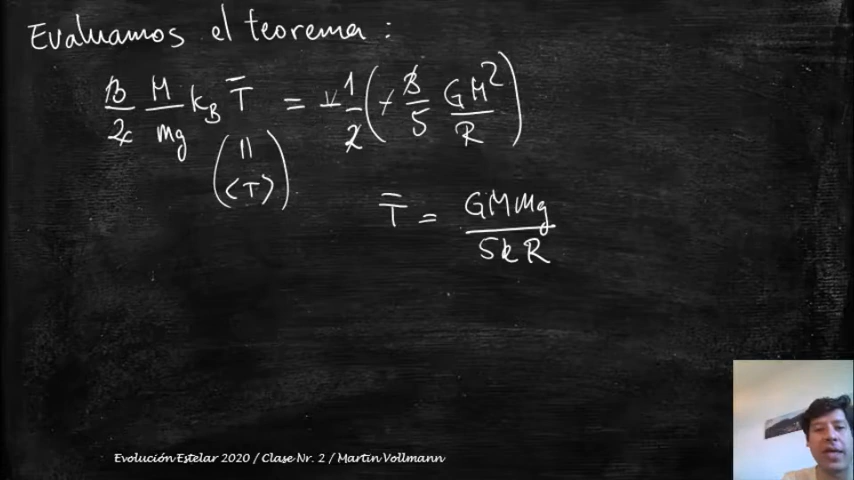 Evaluamos el teorema :
3/2 M/mg k_B T̄ = - 1/2 ( - 3/5 GM²/R )
( || <T> )
T̄ = GMmg / 5kR
Evolución Estelar 2020 / Clase Nr. 2 / Martin Vollmann